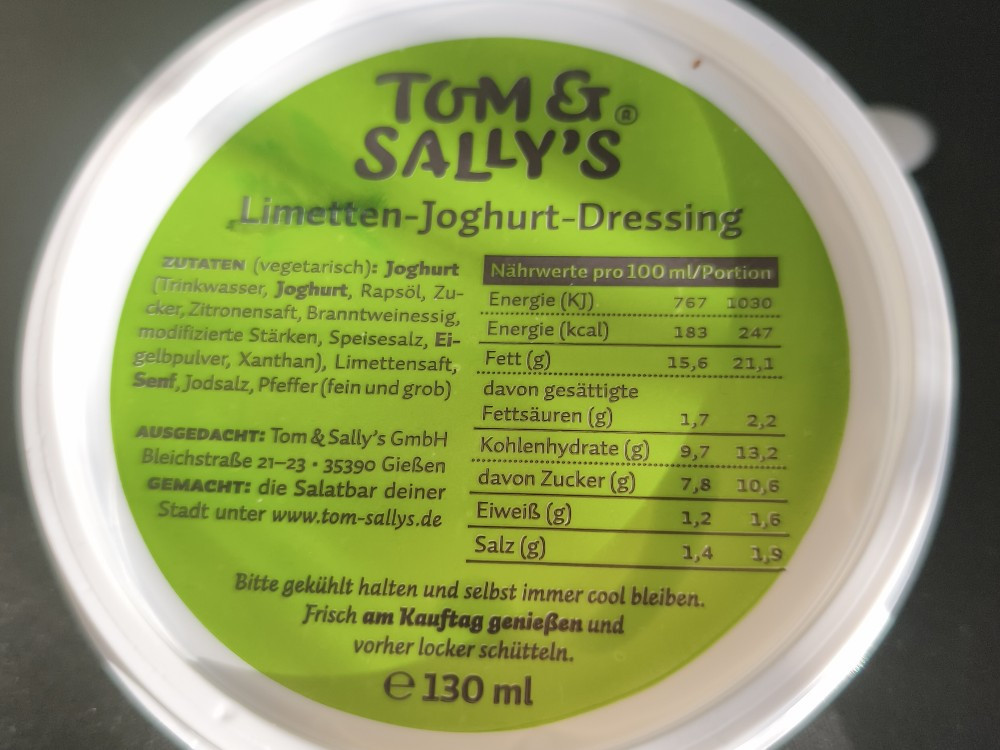 TOM &
SALLY'S®
Limetten-Joghurt-Dressing
ZUTATEN (vegetarisch): Joghurt
(Trinkwasser, Joghurt, Rapsöl, Zu-
cker, Zitronensaft, Branntweinessig,
modifizierte Stärken, Speisesalz, Ei-
gelbpulver, Xanthan), Limettensaft,
Senf, Jodsalz, Pfeffer (fein und grob)
AUSGEDACHT: Tom & Sally's GmbH
Bleichstraße 21–23 • 35390 Gießen
GEMACHT: die Salatbar deiner
Stadt unter www.tom-sallys.de
Nährwerte pro 100 ml/Portion
Energie (KJ) 767 1030
Energie (kcal) 183 247
Fett (g) 15,6 21,1
davon gesättigte
Fettsäuren (g) 1,7 2,2
Kohlenhydrate (g) 9,7 13,2
davon Zucker (g) 7,8 10,6
Eiweiß (g) 1,2 1,6
Salz (g) 1,4 1,9
Bitte gekühlt halten und selbst immer cool bleiben.
Frisch am Kauftag genießen und
vorher locker schütteln.
℮ 130 ml